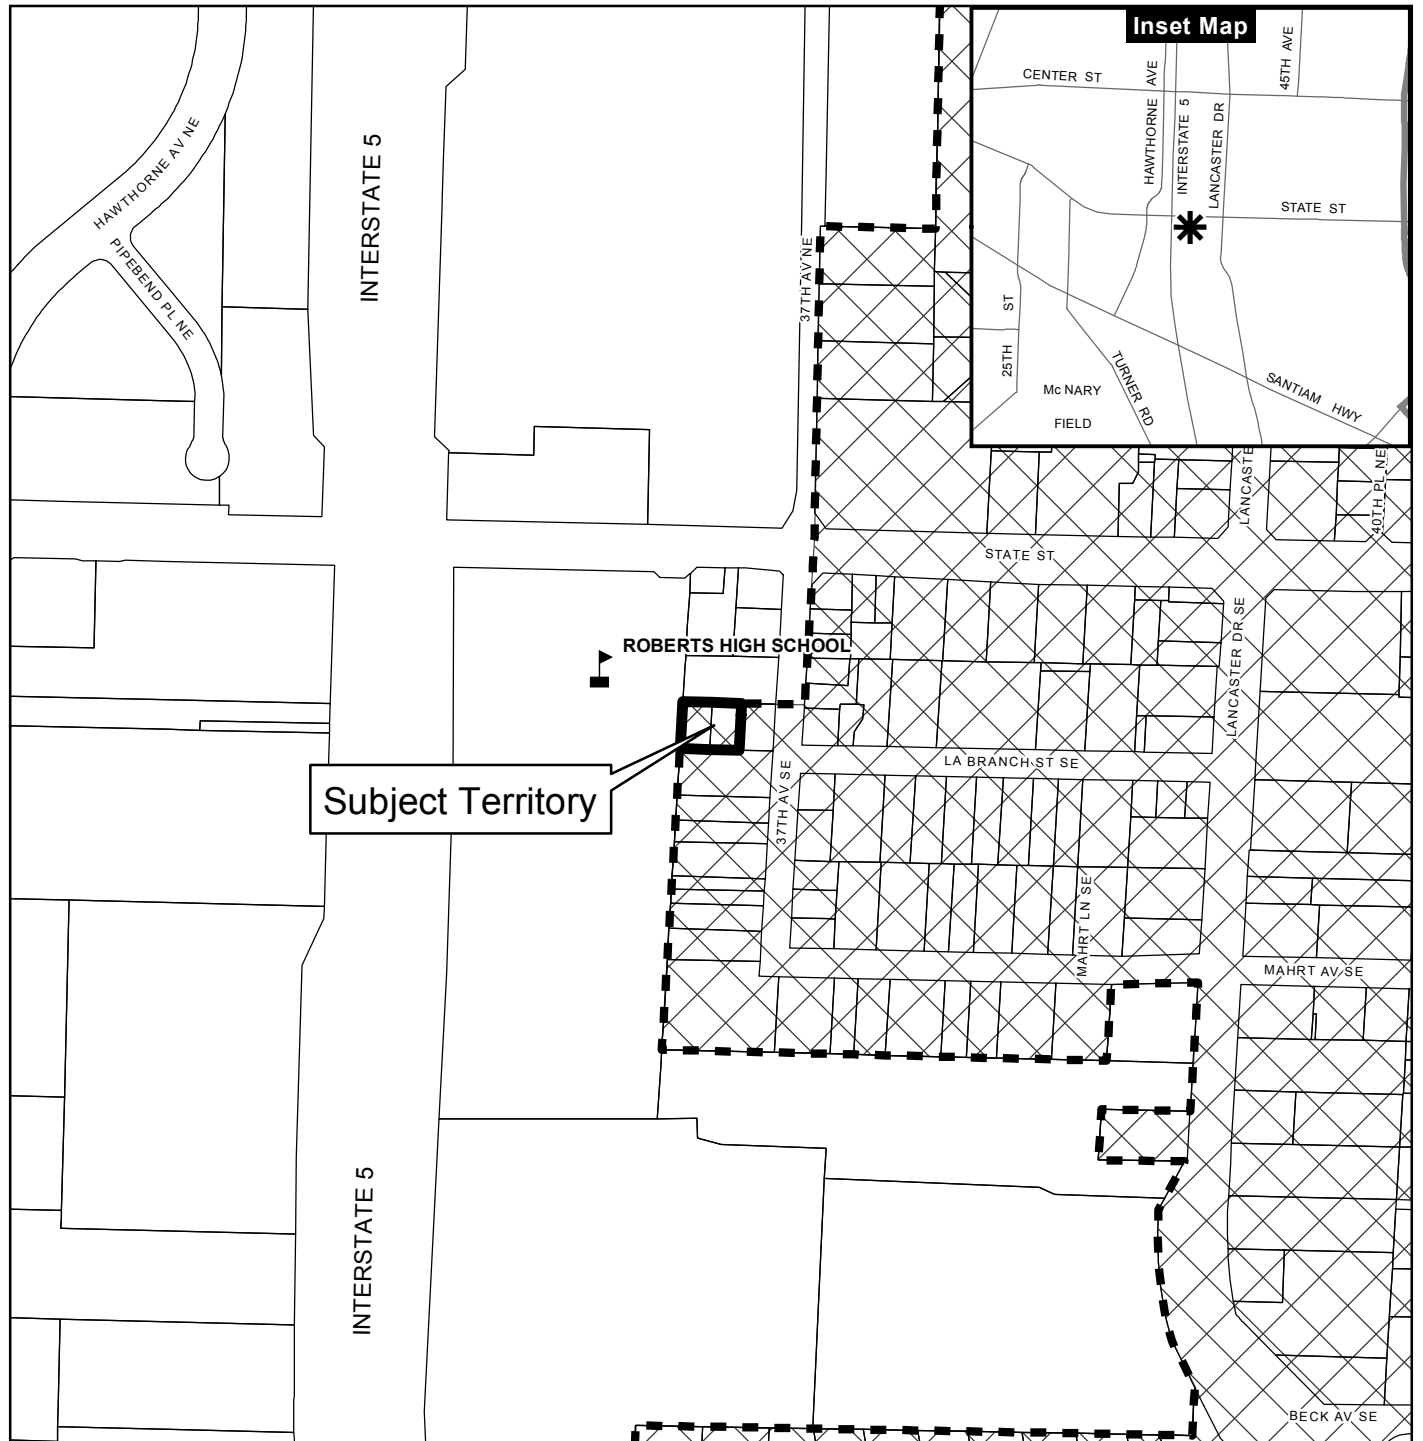 Inset Map
CENTER ST
HAWTHORNE AVE
INTERSTATE 5
LANCASTER DR
45TH AVE
STATE ST
25TH ST
TURNER RD
SANTIAM HWY
Mc NARY
FIELD
HAWTHORNE AV NE
PIPEBEND PL NE
INTERSTATE 5
37TH AV NE
LANCASTE
40TH PL NE
STATE ST
ROBERTS HIGH SCHOOL
LANCASTER DR SE
LA BRANCH ST SE
Subject Territory
37TH AV SE
MAHRT LN SE
MAHRT AV SE
INTERSTATE 5
BECK AV SE